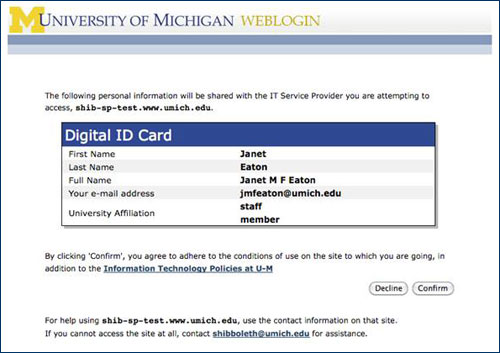 M UNIVERSITY OF MICHIGAN WEBLOGIN
The following personal information will be shared with the IT Service Provider you are attempting to
access, shib-sp-test.www.umich.edu.
Digital ID Card
First Name Janet
Last Name Eaton
Full Name Janet M F Eaton
Your e-mail address jmfeaton@umich.edu
University Affiliation staff
member
By clicking 'Confirm', you agree to adhere to the conditions of use on the site to which you are going, in
addition to the Information Technology Policies at U-M
Decline Confirm
For help using shib-sp-test.www.umich.edu, use the contact information on that site.
If you cannot access the site at all, contact shibboleth@umich.edu for assistance.